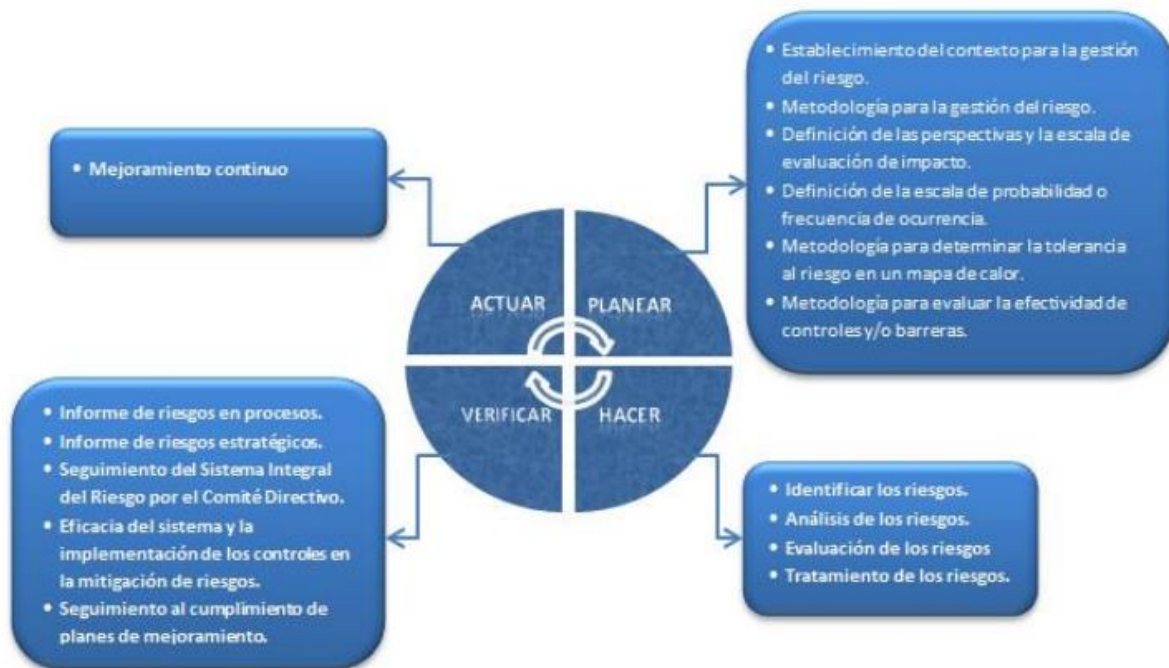 • Establecimiento del contexto para la gestión
del riesgo.
• Metodología para la gestión del riesgo.
• Definición de las perspectivas y la escala de
evaluación de impacto.
• Definición de la escala de probabilidad o
frecuencia de ocurrencia.
• Metodología para determinar la tolerancia
al riesgo en un mapa de calor.
• Metodología para evaluar la efectividad de
controles y/o barreras.
• Mejoramiento continuo
ACTUAR
PLANEAR
VERIFICAR
HACER
• Informe de riesgos en procesos.
• Informe de riesgos estratégicos.
• Seguimiento del Sistema Integral
del Riesgo por el Comité Directivo.
• Eficacia del sistema y la
implementación de los controles en
la mitigación de riesgos.
• Seguimiento al cumplimiento de
planes de mejoramiento.
• Identificar los riesgos.
• Análisis de los riesgos.
• Evaluación de los riesgos
• Tratamiento de los riesgos.